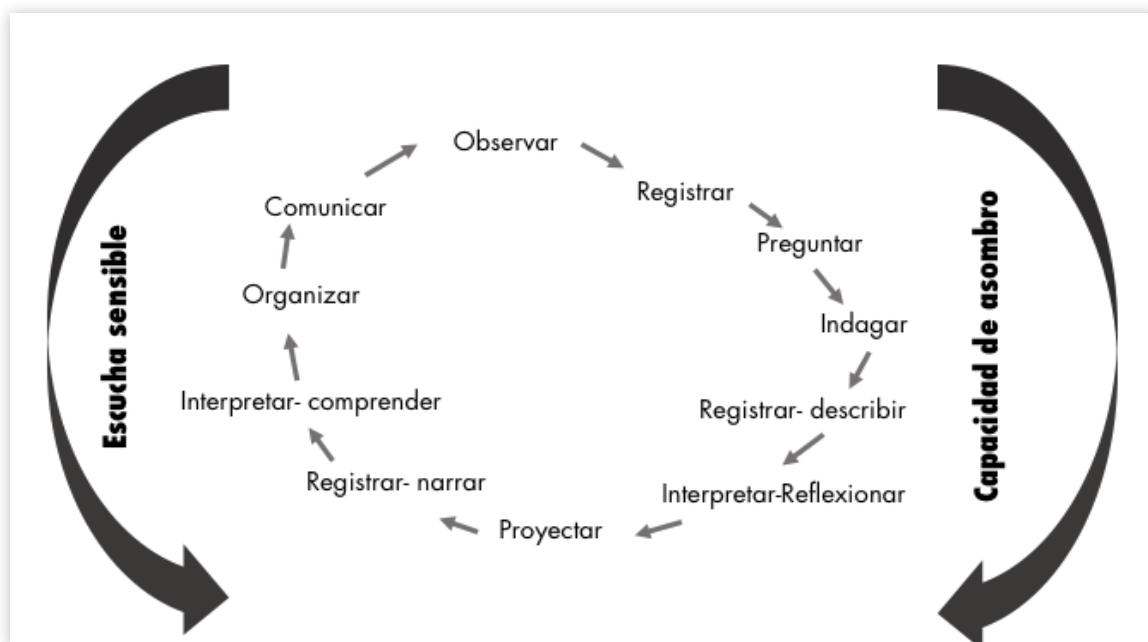 Observar
Registrar
Preguntar
Indagar
Registrar- describir
Interpretar-Reflexionar
Proyectar
Registrar- narrar
Interpretar- comprender
Organizar
Comunicar
Escucha sensible
Capacidad de asombro